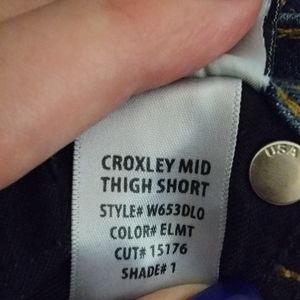 CROXLEY MID
THIGH SHORT
STYLE# W653DLO
COLOR# ELMT
CUT# 15176
SHADE# 1
USA